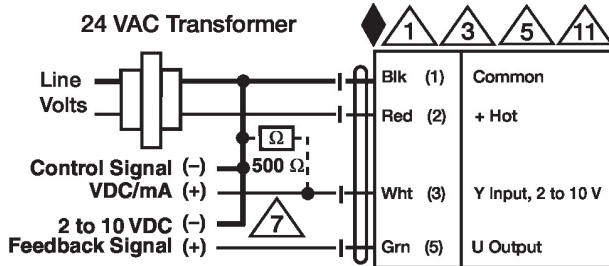 24 VAC Transformer
1 3 5 11
Line
Volts
Blk (1) Common
Red (2) + Hot
Ω
500 Ω
Control Signal (–)
VDC/mA (+)
Wht (3) Y Input, 2 to 10 V
7
2 to 10 VDC (–)
Feedback Signal (+)
Grn (5) U Output